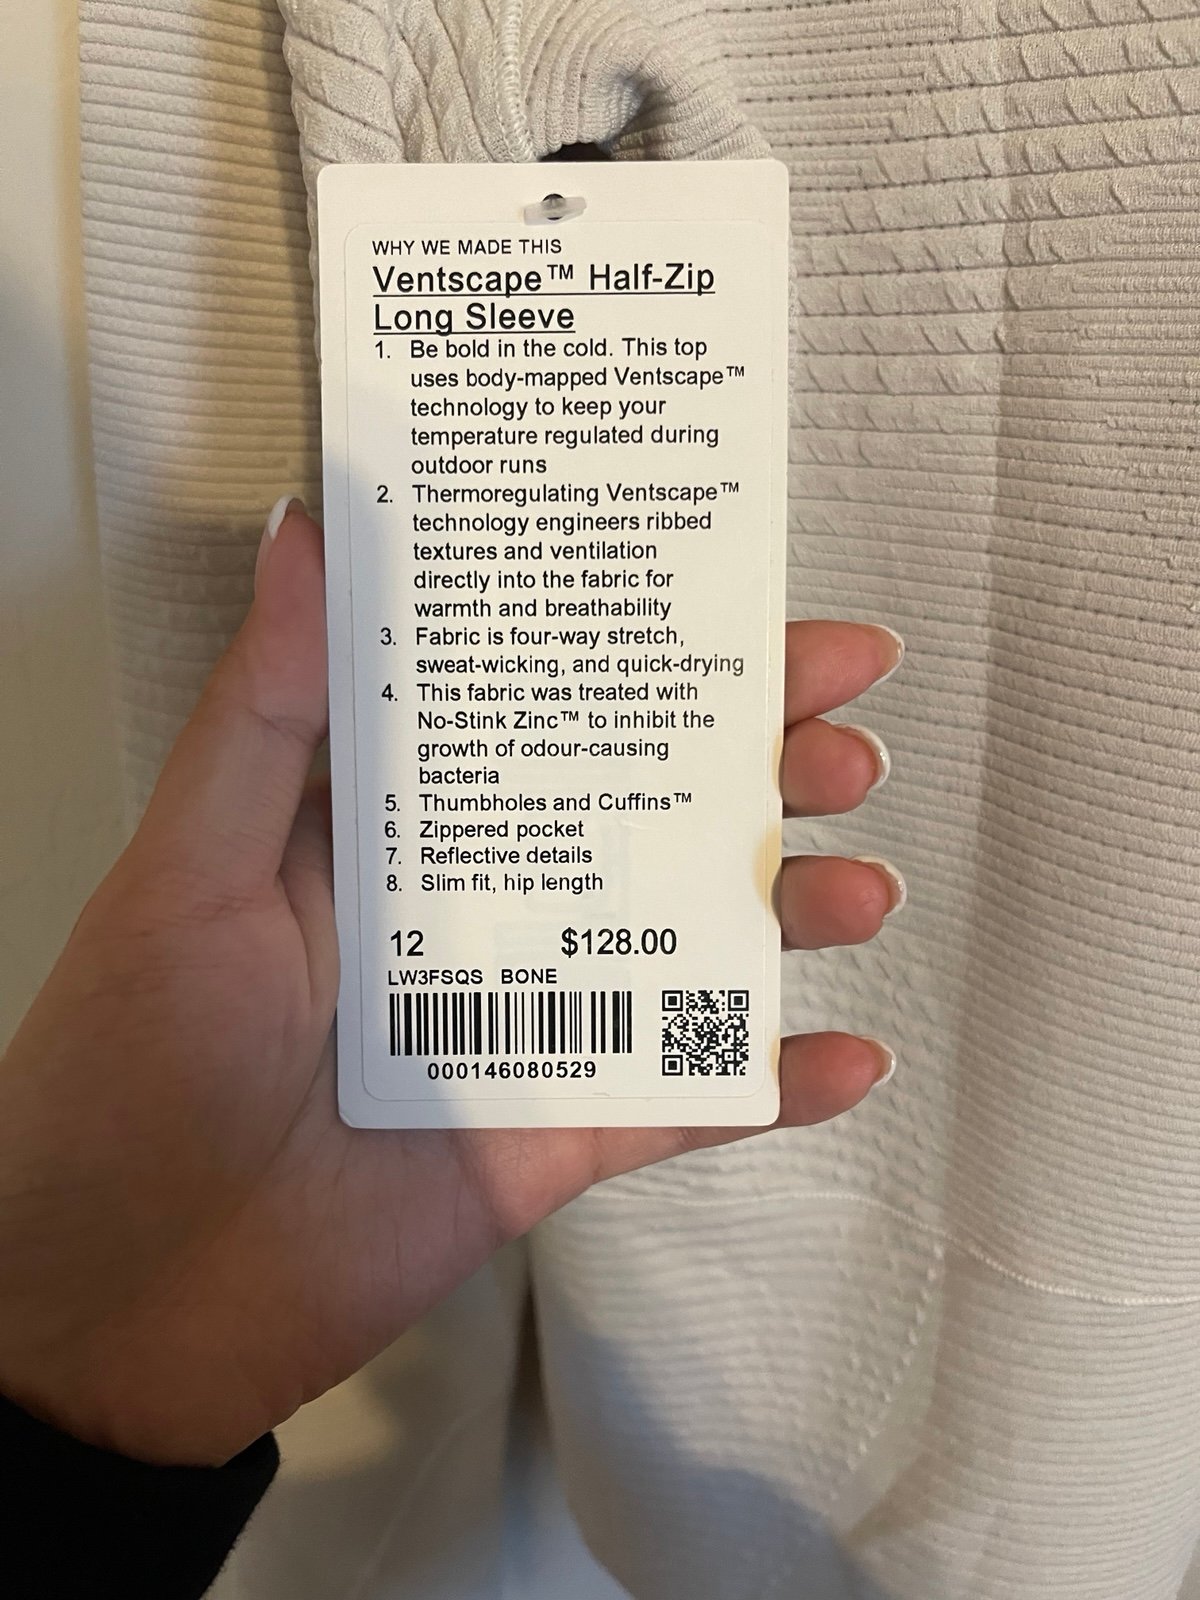 WHY WE MADE THIS
Ventscape™ Half-Zip
Long Sleeve
1. Be bold in the cold. This top
uses body-mapped Ventscape™
technology to keep your
temperature regulated during
outdoor runs
2. Thermoregulating Ventscape™
technology engineers ribbed
textures and ventilation
directly into the fabric for
warmth and breathability
3. Fabric is four-way stretch,
sweat-wicking, and quick-drying
4. This fabric was treated with
No-Stink Zinc™ to inhibit the
growth of odour-causing
bacteria
5. Thumbholes and Cuffins™
6. Zippered pocket
7. Reflective details
8. Slim fit, hip length
12 $128.00
LW3FSQS BONE
000146080529